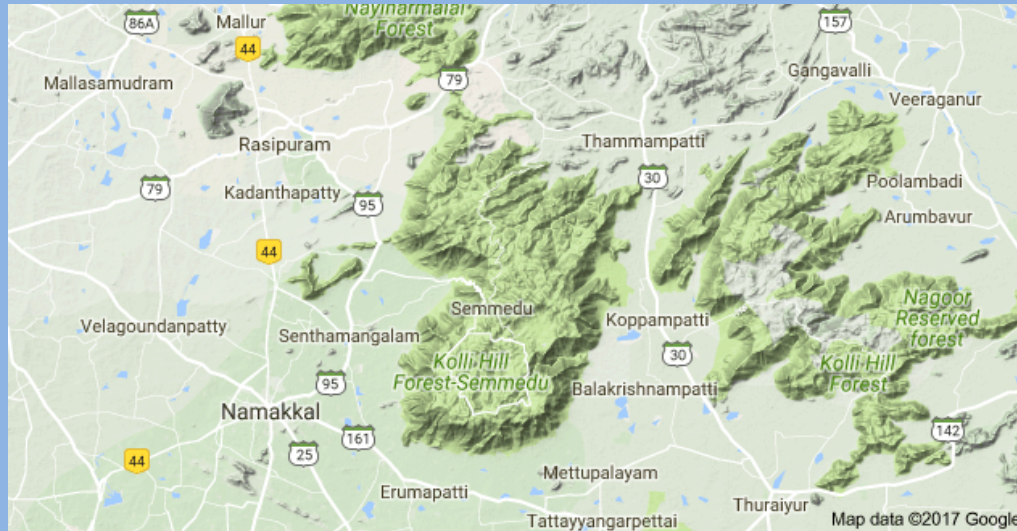 Nayinarmalai
Forest
86A
Mallur
157
44
79
Gangavalli
Mallasamudram
Veeraganur
Rasipuram
Thammampatti
79
Kadanthapatty
30
Poolambadi
95
Arumbavur
44
Semmedu
Nagoor
Reserved
forest
Velagoundanpatty
Senthamangalam
Koppampatti
30
Kolli-Hill
Forest-Semmedu
Kolli-Hill
Forest
95
Balakrishnampatti
Namakkal
161
142
25
44
Mettupalayam
Erumapatti
Thuraiyur
Tattayyangarpettai
Map data ©2017 Google